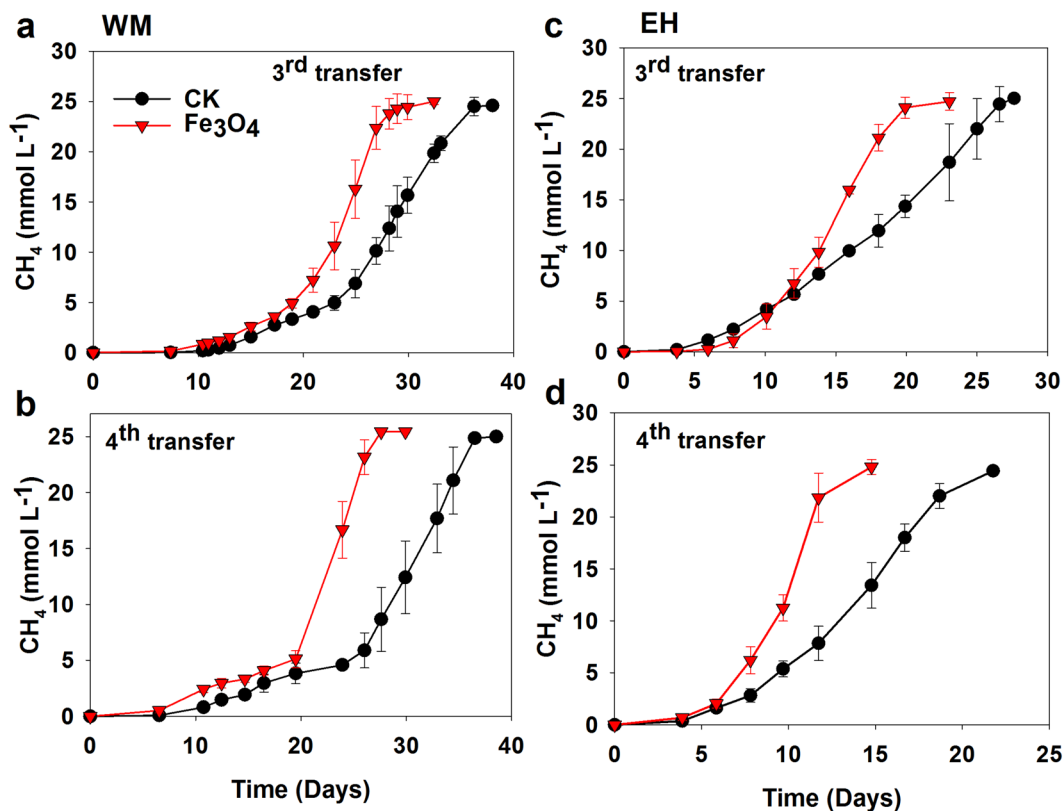 a WM
3rd transfer
CK
Fe3O4
CH4 (mmol L-1)
30
25
20
15
10
5
0
0 10 20 30 40
c EH
3rd transfer
CH4 (mmol L-1)
30
25
20
15
10
5
0
0 5 10 15 20 25 30
b
4th transfer
CH4 (mmol L-1)
25
20
15
10
5
0
0 10 20 30 40
Time (Days)
d
4th transfer
CH4 (mmol L-1)
30
25
20
15
10
5
0
0 5 10 15 20 25
Time (Days)